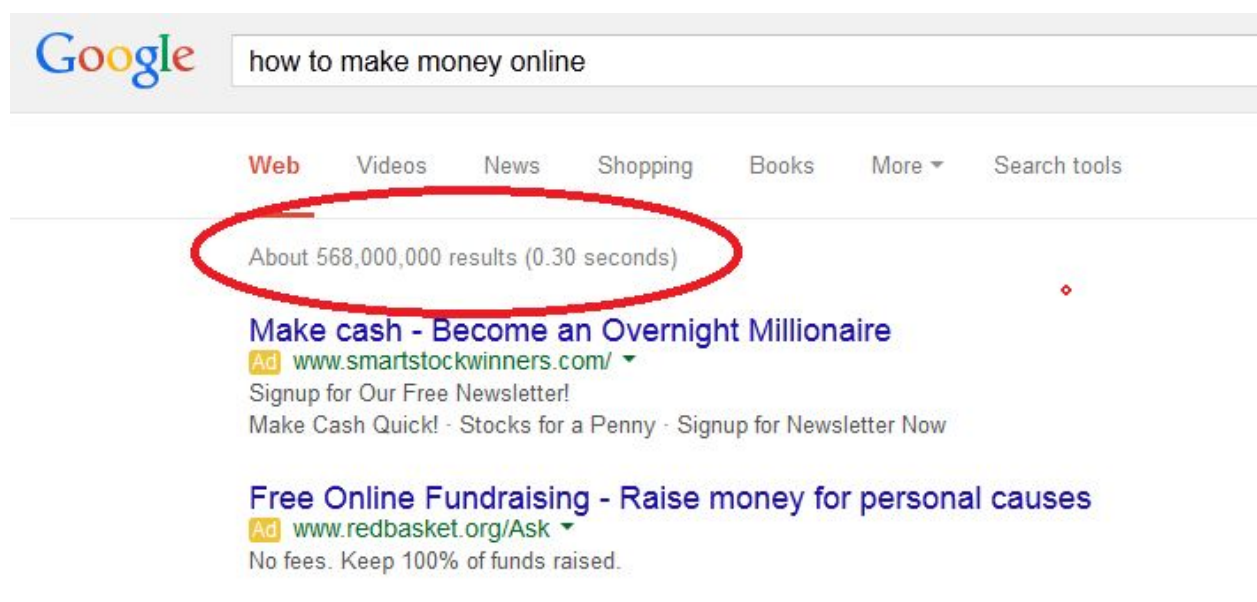 Google
how to make money online
Web Videos News Shopping Books More Search tools
About 568,000,000 results (0.30 seconds)
Make cash - Become an Overnight Millionaire
Ad www.smartstockwinners.com/
Signup for Our Free Newsletter!
Make Cash Quick! · Stocks for a Penny · Signup for Newsletter Now
Free Online Fundraising - Raise money for personal causes
Ad www.redbasket.org/Ask
No fees. Keep 100% of funds raised.